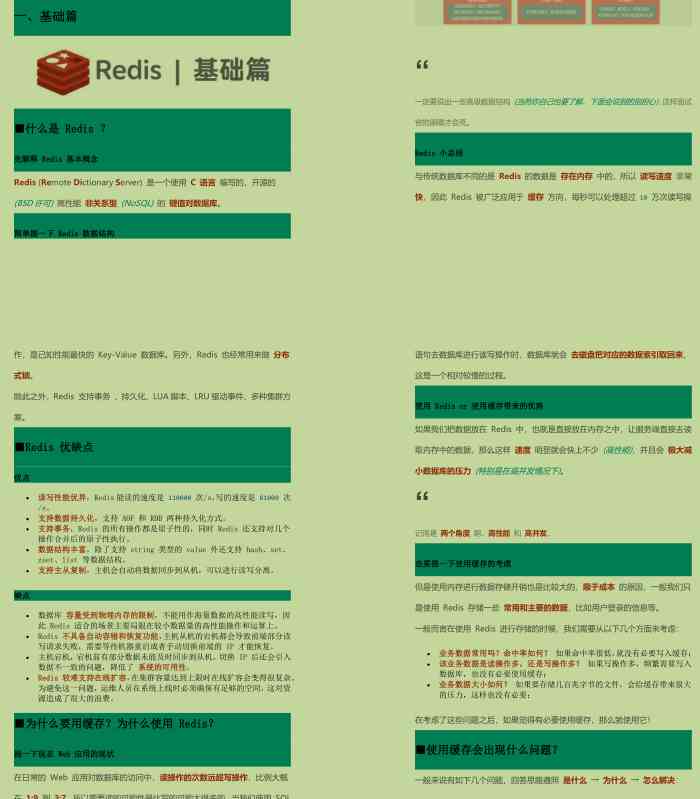 一、基础篇
Redis | 基础篇
■什么是 Redis ?
先解释 Redis 基本概念
Redis (Remote Dictionary Server) 是一个使用 C 语言 编写的，开源的
(BSD 许可) 高性能 非关系型 (NoSQL) 的 键值对数据库。
简单提一下 Redis 数据结构
“
一定要说出一些高级数据结构 (当然你自己也要了解，下面会说到的别担心)，这样面试
官的眼睛才会亮。
Redis 小总结
与传统数据库不同的是 Redis 的数据是 存在内存 中的，所以 读写速度 非常
快，因此 Redis 被广泛应用于 缓存 方向，每秒可以处理超过 10 万次读写操
作，是已知性能最快的 Key-Value 数据库。另外，Redis 也经常用来做 分布
式锁。
除此之外，Redis 支持事务 、持久化、LUA脚本、LRU驱动事件、多种集群方
案。
■Redis 优缺点
优点
• 读写性能优异，Redis能读的速度是 110000 次/s,写的速度是 81000 次
/s。
• 支持数据持久化，支持 AOF 和 RDB 两种持久化方式。
• 支持事务，Redis 的所有操作都是原子性的，同时 Redis 还支持对几个
操作合并后的原子性执行。
• 数据结构丰富，除了支持 string 类型的 value 外还支持 hash、set、
zset、list 等数据结构。
• 支持主从复制，主机会自动将数据同步到从机，可以进行读写分离。
缺点
• 数据库 容量受到物理内存的限制，不能用作海量数据的高性能读写，因
此 Redis 适合的场景主要局限在较小数据量的高性能操作和运算上。
• Redis 不具备自动容错和恢复功能，主机从机的宕机都会导致前端部分读
写请求失败，需要等待机器重启或者手动切换前端的 IP 才能恢复。
• 主机宕机，宕机前有部分数据未能及时同步到从机，切换 IP 后还会引入
数据不一致的问题，降低了 系统的可用性。
• Redis 较难支持在线扩容，在集群容量达到上限时在线扩容会变得很复杂。
为避免这一问题，运维人员在系统上线时必须确保有足够的空间，这对资
源造成了很大的浪费。
■为什么要用缓存？为什么使用 Redis?
提一下现在 Web 应用的现状
在日常的 Web 应用对数据库的访问中，读操作的次数远超写操作，比例大概
在 1:9 到 3:7，所以需要读的可能性是比写的可能大得多的。当我们使用 SQL
语句去数据库进行读写操作时，数据库就会 去磁盘把对应的数据索引取回来，
这是一个相对较慢的过程。
使用 Redis or 使用缓存带来的优势
如果我们把数据放在 Redis 中，也就是直接放在内存之中，让服务端直接去读
取内存中的数据，那么这样 速度 明显就会快上不少 (高性能)，并且会 极大减
小数据库的压力 (特别是在高并发情况下)。
“
记得是 两个角度 啊..高性能 和 高并发..
也要提一下使用缓存的考虑
但是使用内存进行数据存储开销也是比较大的，限于成本 的原因，一般我们只
是使用 Redis 存储一些 常用和主要的数据，比如用户登录的信息等。
一般而言在使用 Redis 进行存储的时候，我们需要从以下几个方面来考虑：
• 业务数据常用吗？命中率如何？ 如果命中率很低，就没有必要写入缓存；
• 该业务数据是读操作多，还是写操作多？ 如果写操作多，频繁需要写入
数据库，也没有必要使用缓存；
• 业务数据大小如何？ 如果要存储几百兆字节的文件，会给缓存带来很大
的压力，这样也没有必要；
在考虑了这些问题之后，如果觉得有必要使用缓存，那么就使用它！
■使用缓存会出现什么问题？
一般来说有如下几个问题，回答思路遵照 是什么 → 为什么 → 怎么解决